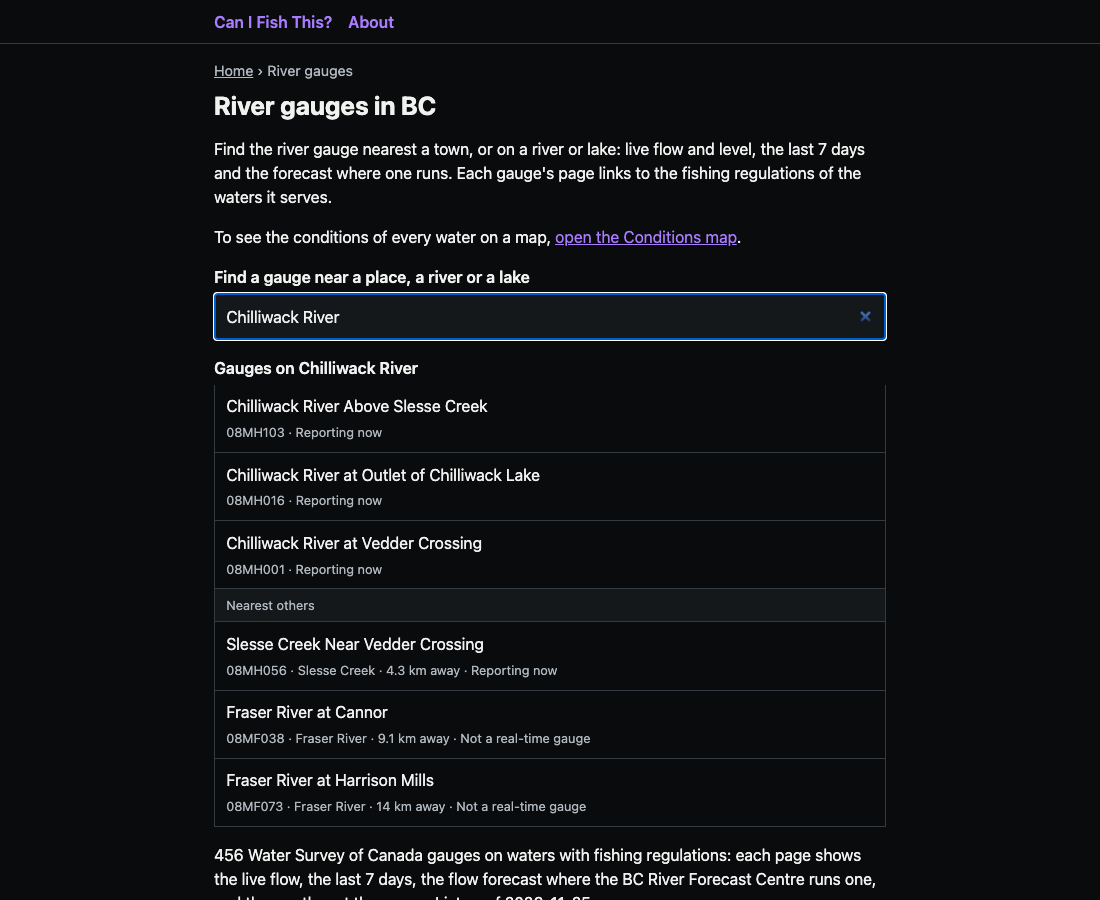 Can I Fish This? About
Home › River gauges
River gauges in BC
Find the river gauge nearest a town, or on a river or lake: live flow and level, the last 7 days
and the forecast where one runs. Each gauge's page links to the fishing regulations of the
waters it serves.
To see the conditions of every water on a map, open the Conditions map.
Find a gauge near a place, a river or a lake
Chilliwack River
Gauges on Chilliwack River
Chilliwack River Above Slesse Creek
08MH103 · Reporting now
Chilliwack River at Outlet of Chilliwack Lake
08MH016 · Reporting now
Chilliwack River at Vedder Crossing
08MH001 · Reporting now
Nearest others
Slesse Creek Near Vedder Crossing
08MH056 · Slesse Creek · 4.3 km away · Reporting now
Fraser River at Cannor
08MF038 · Fraser River · 9.1 km away · Not a real-time gauge
Fraser River at Harrison Mills
08MF073 · Fraser River · 14 km away · Not a real-time gauge
456 Water Survey of Canada gauges on waters with fishing regulations: each page shows
the live flow, the last 7 days, the flow forecast where the BC River Forecast Centre runs one,